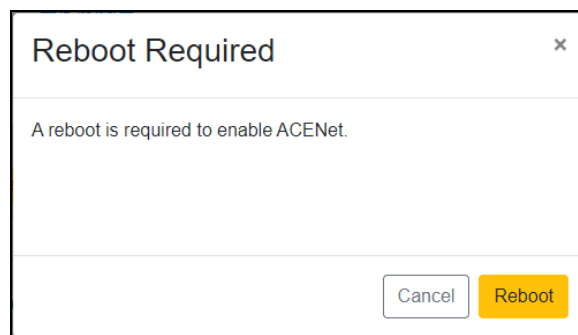 Reboot Required
×
A reboot is required to enable ACENet.
Cancel
Reboot